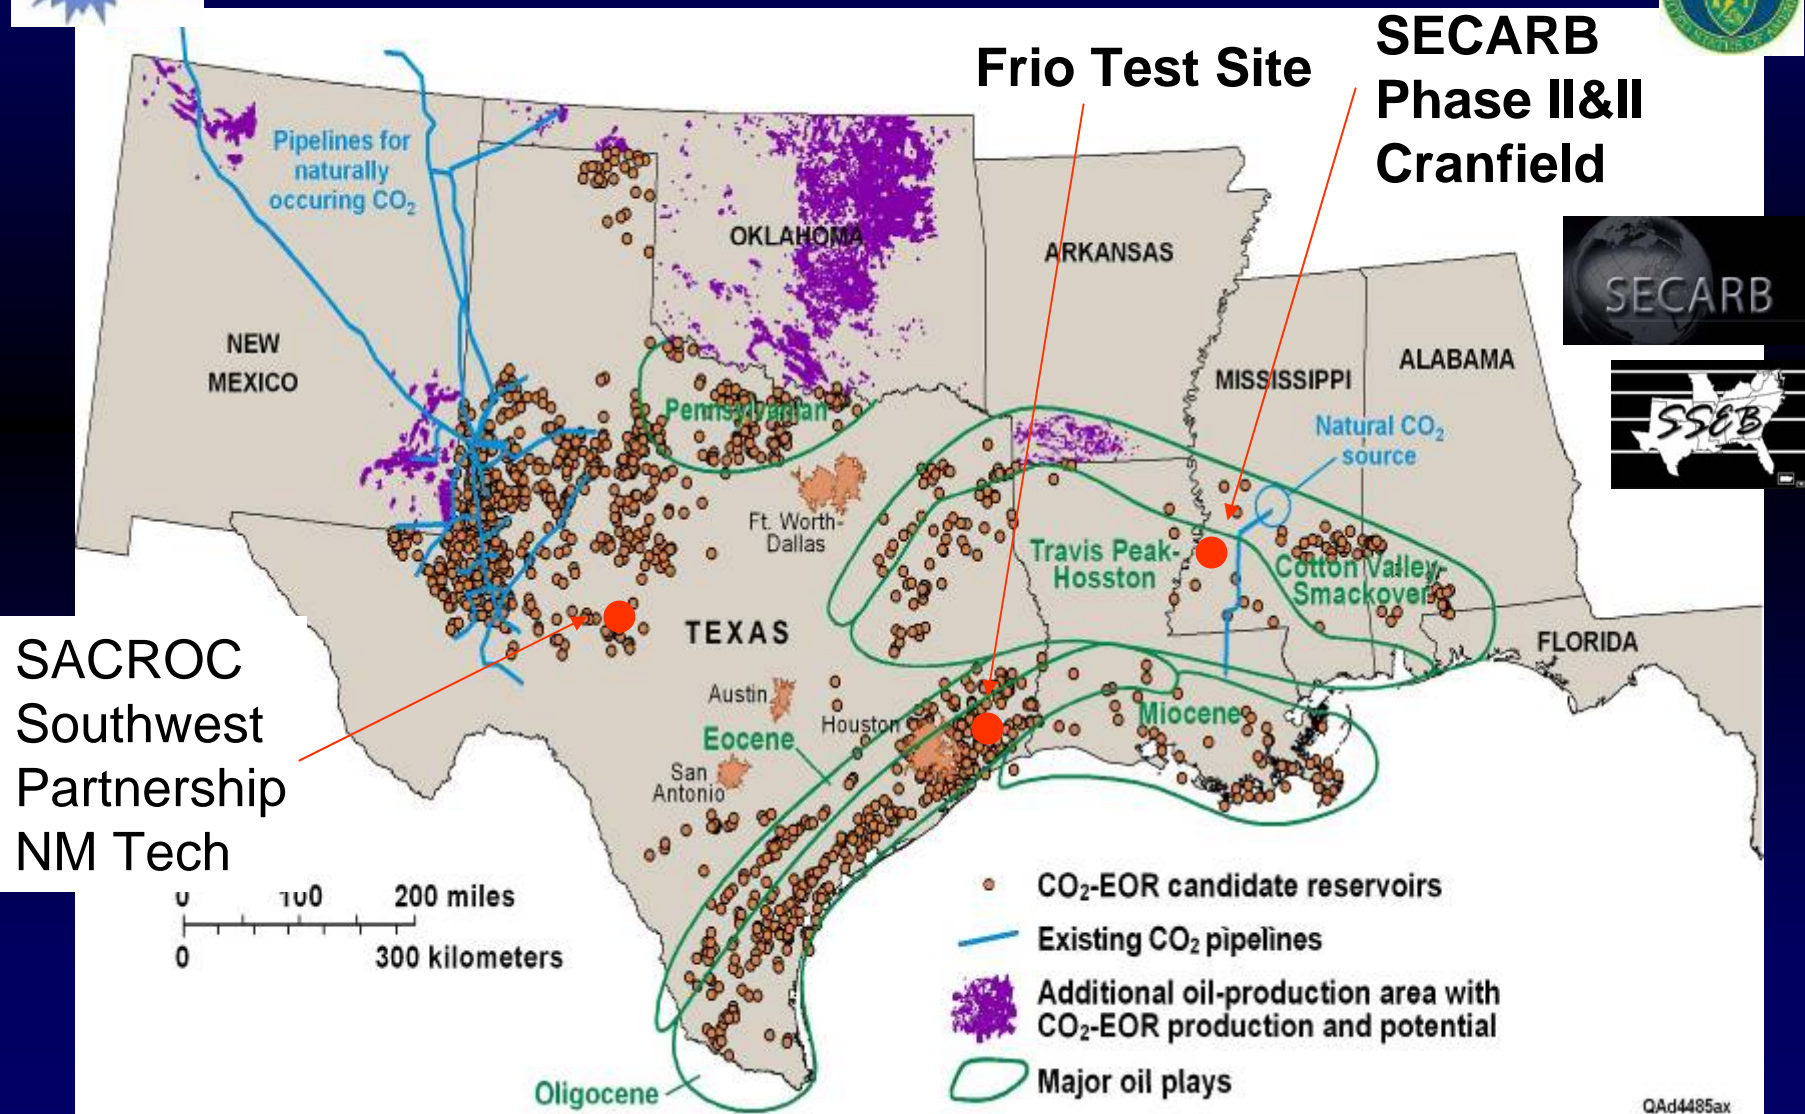 Frio Test Site
SECARB
Phase II&II
Cranfield
Pipelines for
naturally
occuring CO₂
OKLAHOMA
ARKANSAS
SECARB
NEW
MEXICO
MISSISSIPPI
ALABAMA
Pennsylvanian
Natural CO₂
source
SSEB
Ft. Worth-
Dallas
Travis Peak-
Hosston
Cotton Valley-
Smackover
TEXAS
FLORIDA
SACROC
Southwest
Partnership
NM Tech
Austin
Houston
Miocene
Eocene
San
Antonio
0 100 200 miles
0 300 kilometers
CO₂-EOR candidate reservoirs
Existing CO₂ pipelines
Additional oil-production area with
CO₂-EOR production and potential
Major oil plays
Oligocene
QAd4485ax